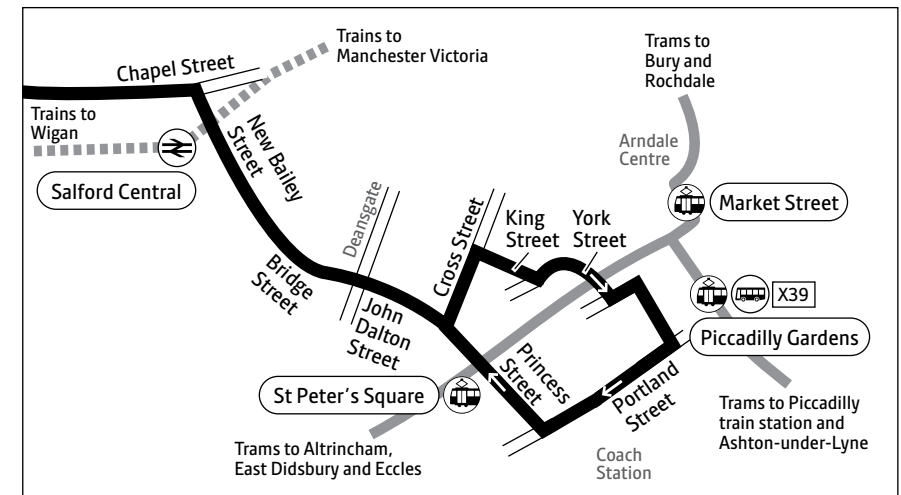 Trains to
Manchester Victoria
Chapel Street
Trains to
Wigan
Salford Central
New Bailey
Street
Trams to
Bury and
Rochdale
Arndale
Centre
Market Street
Deansgate
Cross Street
King
Street
York
Street
X39
Piccadilly Gardens
Bridge
Street
John
Dalton
Street
Princess
Street
Portland
Street
St Peter's Square
Trams to Altrincham,
East Didsbury and Eccles
Coach
Station
Trams to Piccadilly
train station and
Ashton-under-Lyne